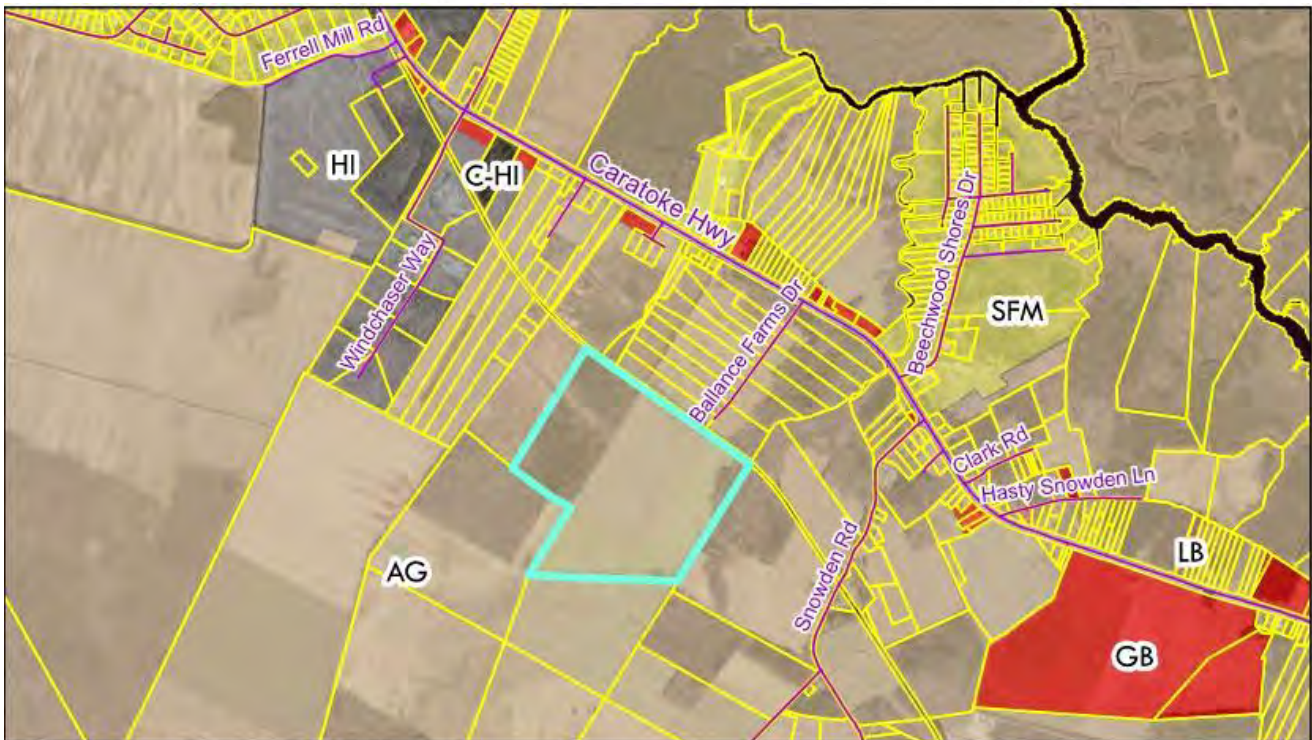 Ferrell Mill Rd
HI
C-HI
Caratoke Hwy
Windchaser Way
Beechwood Shores Dr
SFM
Ballance Farms Dr
Clark Rd
Hasty Snowden Ln
Snowden Rd
LB
AG
GB